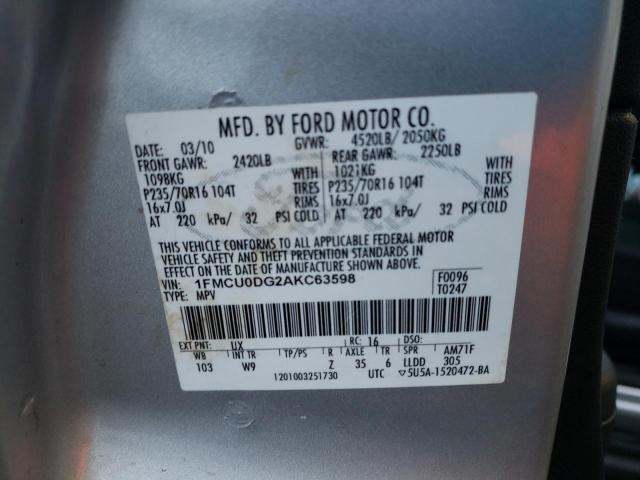 MFD. BY FORD MOTOR CO.
DATE: 03/10 GVWR: 4520LB/ 2050KG
FRONT GAWR: 2420LB REAR GAWR: 2250LB
1098KG WITH 1021KG WITH
P235/70R16 104T TIRES P235/70R16 104T TIRES
16x7.0J RIMS 16x7.0J RIMS
AT 220 kPa/ 32 PSI COLD AT 220 kPa/ 32 PSI COLD
THIS VEHICLE CONFORMS TO ALL APPLICABLE FEDERAL MOTOR
VEHICLE SAFETY AND THEFT PREVENTION STANDARDS IN
EFFECT ON THE DATE OF MANUFACTURE SHOWN ABOVE.
VIN: 1FMCU0DG2AKC63598 F0096
TYPE: MPV T0247
EXT PNT: UX RC: 16 DSO:
WB INT TR TP/PS R AXLE TR SPR AM71F
103 W9 Z 35 6 LLDD 305
1201003251730 UTC ▽5U5A-1520472-BA